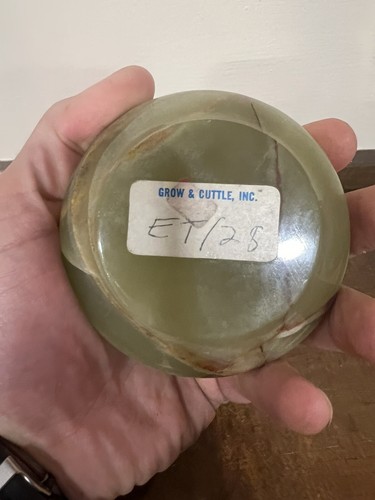 GROW & CUTTLE, INC.
ET/28